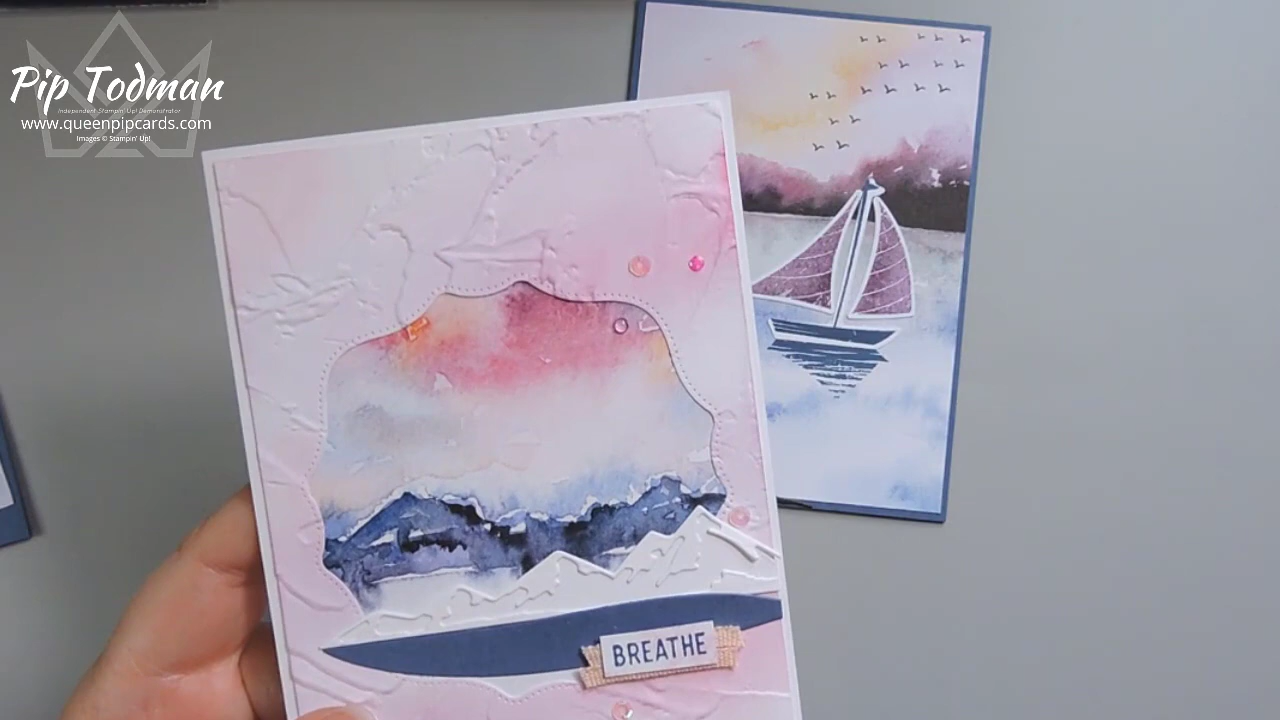 Pip Todman
Independent Stampin' Up! Demonstrator
www.queenpipcards.com
Images © Stampin' Up!
BREATHE